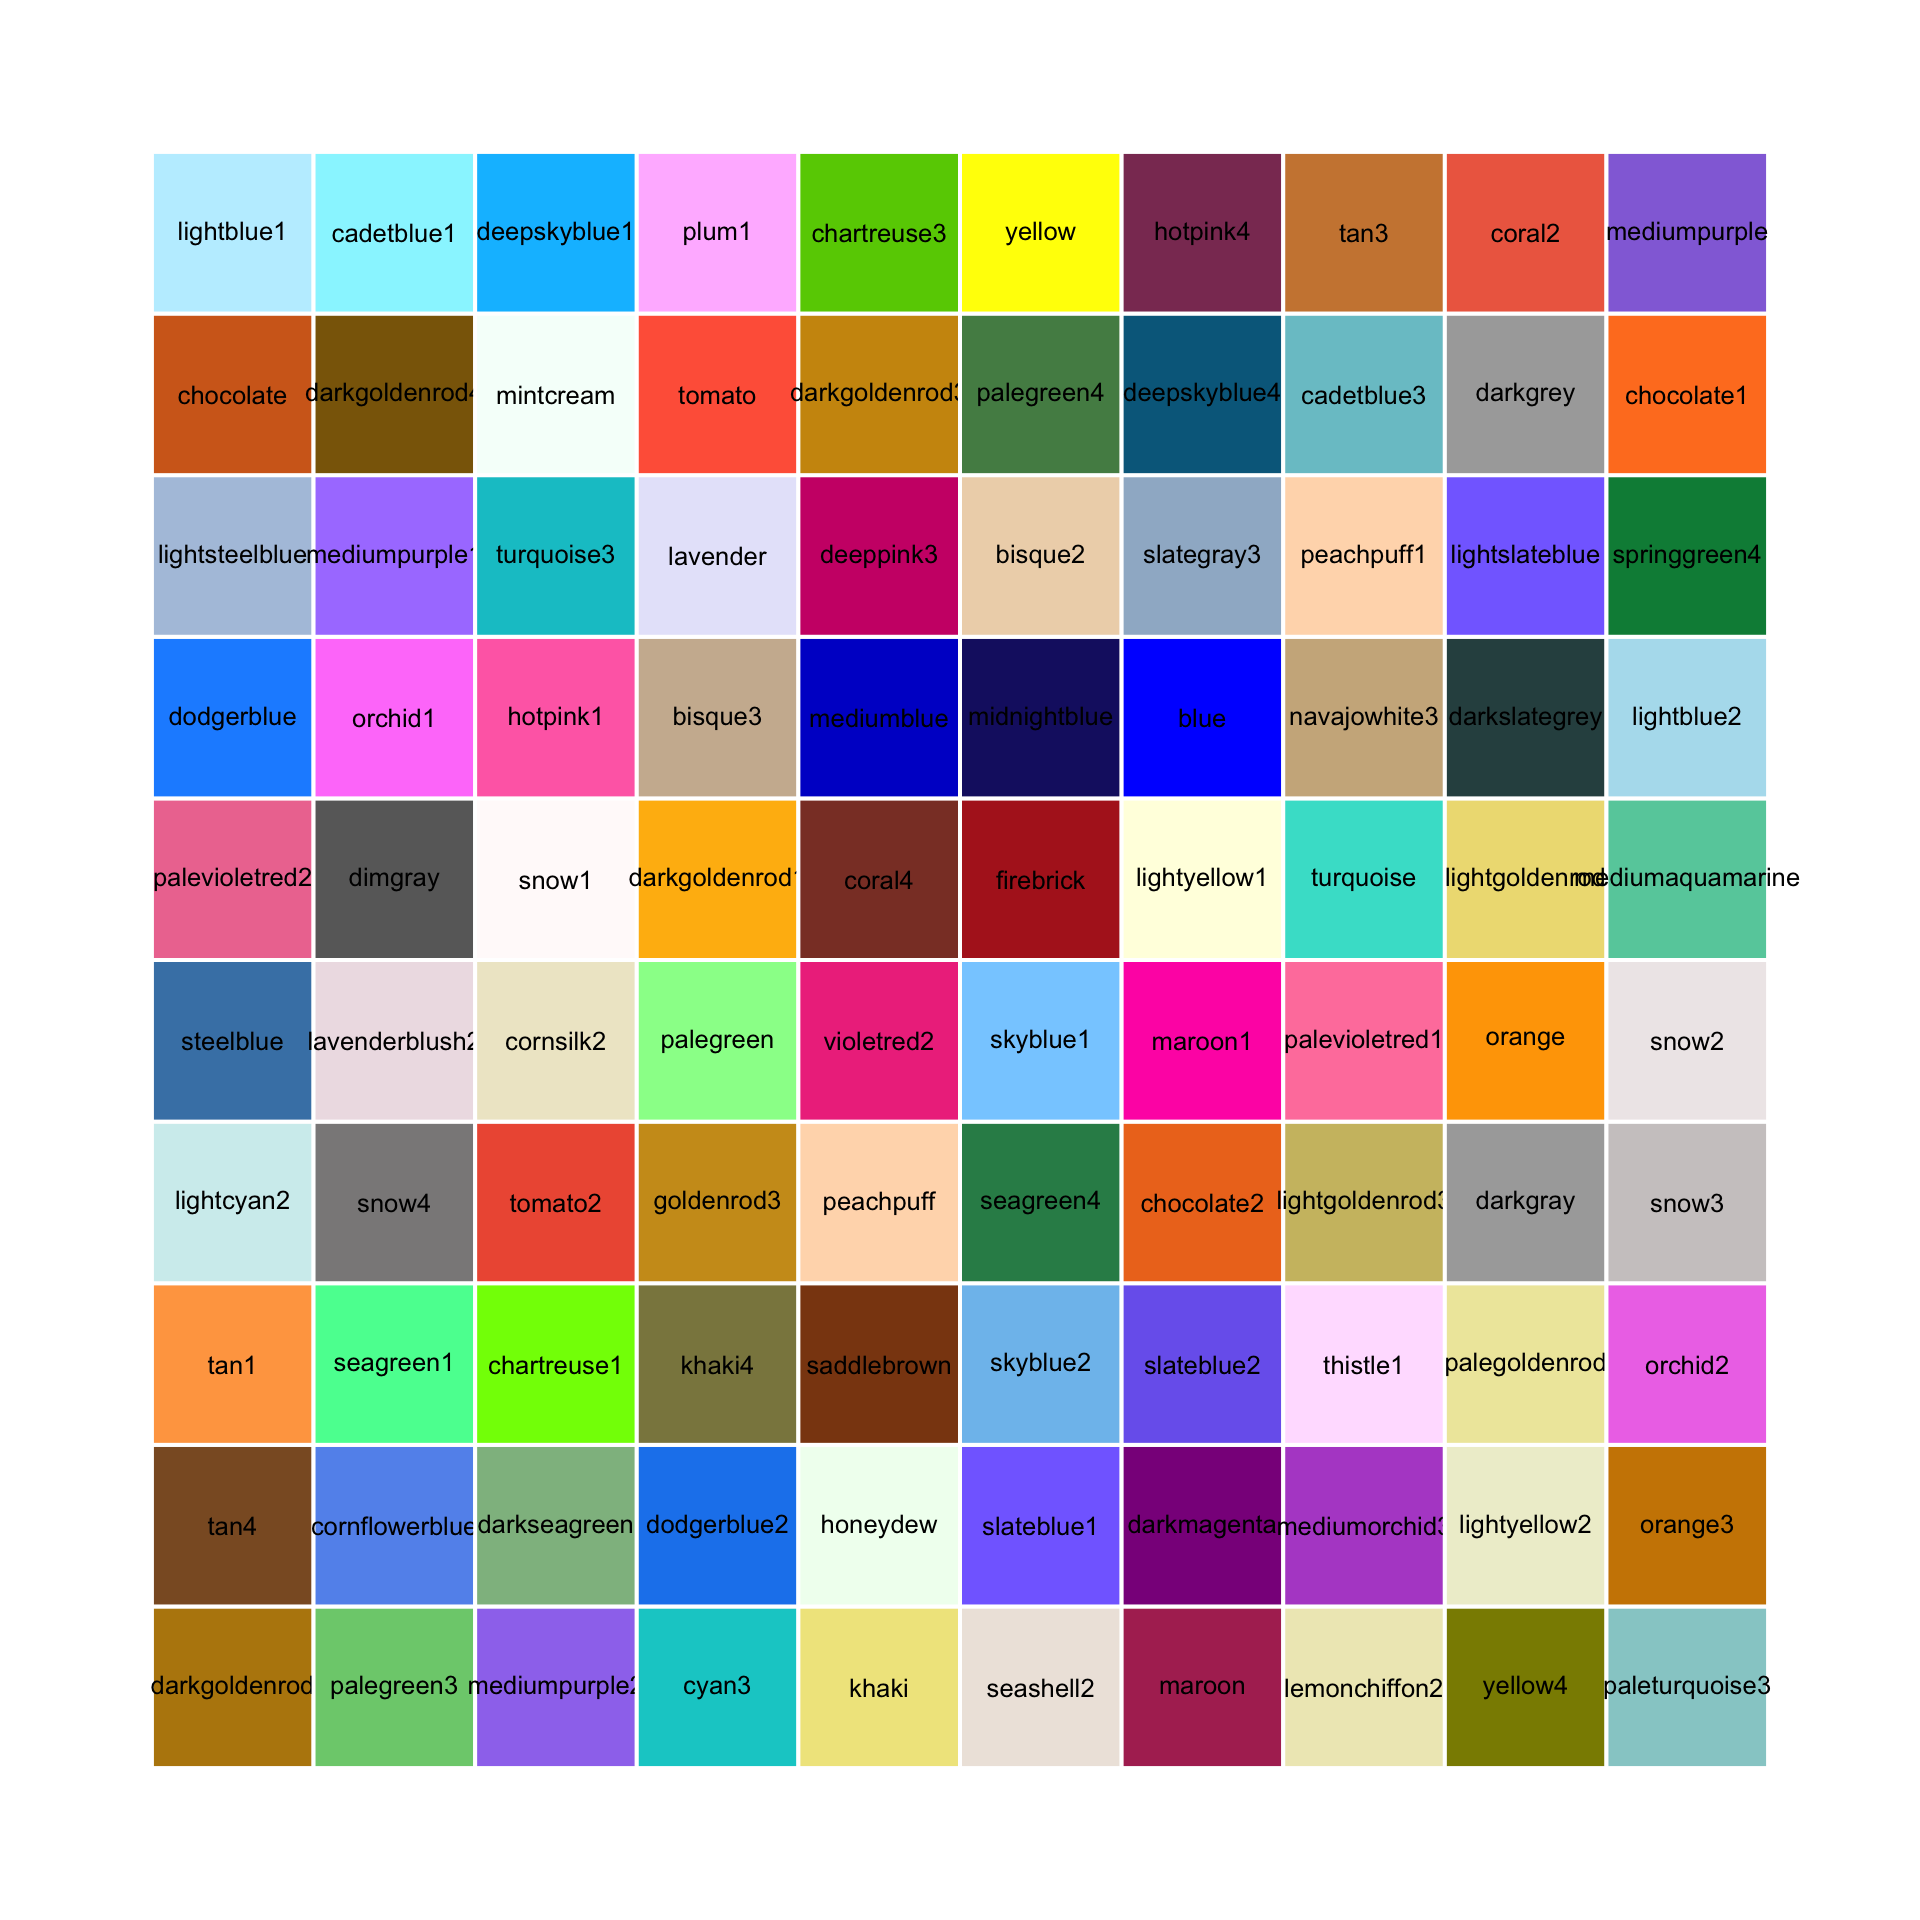 lightblue1 cadetblue1 deepskyblue1 plum1 chartreuse3 yellow hotpink4 tan3 coral2 mediumpurple
chocolate darkgoldenrod4 mintcream tomato darkgoldenrod3 palegreen4 deepskyblue4 cadetblue3 darkgrey chocolate1
lightsteelblue mediumpurple1 turquoise3 lavender deeppink3 bisque2 slategray3 peachpuff1 lightslateblue springgreen4
dodgerblue orchid1 hotpink1 bisque3 mediumblue midnightblue blue navajowhite3 darkslategrey lightblue2
palevioletred2 dimgray snow1 darkgoldenrod1 coral4 firebrick lightyellow1 turquoise lightgoldenrod mediumaquamarine
steelblue lavenderblush2 cornsilk2 palegreen violetred2 skyblue1 maroon1 palevioletred1 orange snow2
lightcyan2 snow4 tomato2 goldenrod3 peachpuff seagreen4 chocolate2 lightgoldenrod3 darkgray snow3
tan1 seagreen1 chartreuse1 khaki4 saddlebrown skyblue2 slateblue2 thistle1 palegoldenrod orchid2
tan4 cornflowerblue darkseagreen dodgerblue2 honeydew slateblue1 darkmagenta mediumorchid3 lightyellow2 orange3
darkgoldenrod palegreen3 mediumpurple2 cyan3 khaki seashell2 maroon lemonchiffon2 yellow4 paleturquoise3